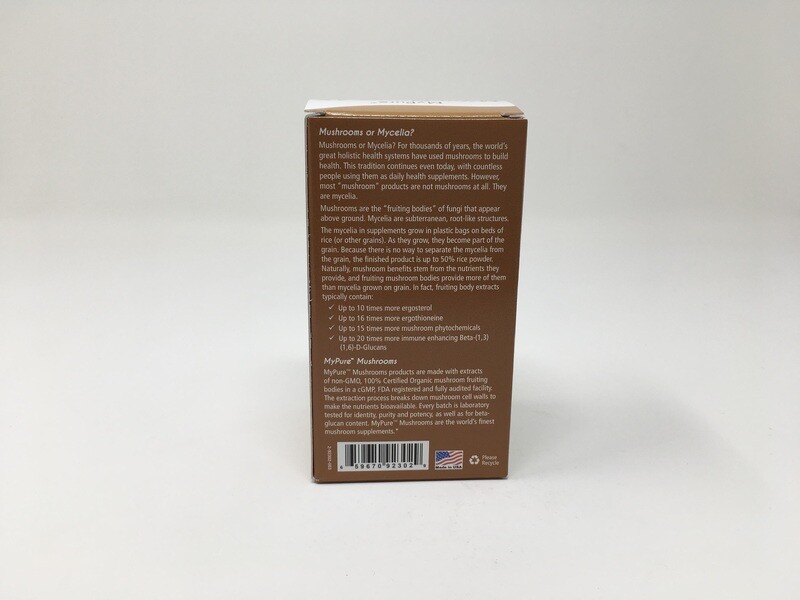 MyPure™
Mushrooms or Mycelia?
Mushrooms or Mycelia? For thousands of years, the world's
great holistic health systems have used mushrooms to build
health. This tradition continues even today, with countless
people using them as daily health supplements. However,
most "mushroom" products are not mushrooms at all. They
are mycelia.
Mushrooms are the "fruiting bodies" of fungi that appear
above ground. Mycelia are subterranean, root-like structures.
The mycelia in supplements grow in plastic bags on beds of
rice (or other grains). As they grow, they become part of the
grain. Because there is no way to separate the mycelia from
the grain, the finished product is up to 50% rice powder.
Naturally, mushroom benefits stem from the nutrients they
provide, and fruiting mushroom bodies provide more of them
than mycelia grown on grain. In fact, fruiting body extracts
typically contain:
✓ Up to 10 times more ergosterol
✓ Up to 16 times more ergothioneine
✓ Up to 15 times more mushroom phytochemicals
✓ Up to 20 times more immune enhancing Beta-(1,3)
(1,6)-D-Glucans
MyPure™ Mushrooms
MyPure™ Mushrooms products are made with extracts
of non-GMO, 100% Certified Organic mushroom fruiting
bodies in a cGMP, FDA registered and fully audited facility.
The extraction process breaks down mushroom cell walls to
make the nutrients bioavailable. Every batch is laboratory
tested for identity, purity and potency, as well as for beta-
glucan content. MyPure™ Mushrooms are the world's finest
mushroom supplements.*
8 59670 82302 6
Made in USA
Please
Recycle